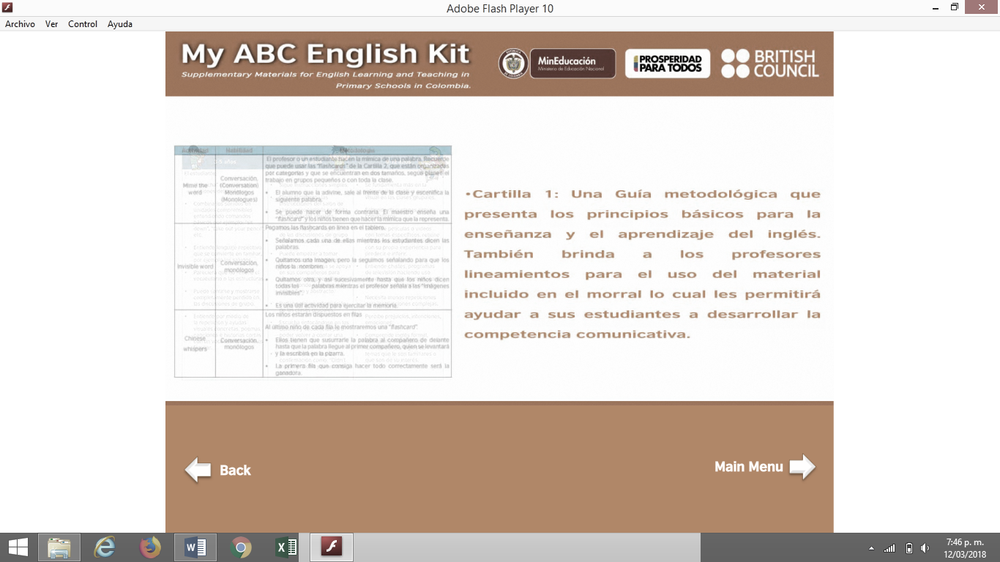 Adobe Flash Player 10
Archivo Ver Control Ayuda
My ABC English Kit
Supplementary Materials for English Learning and Teaching in
Primary Schools in Colombia.
MinEducación
Ministerio de Educación Nacional
PROSPERIDAD
PARA TODOS
BRITISH
COUNCIL
Actividad Habilidad Metodología
Mime the
word
Conversación,
(Conversation)
Monólogos
(Monologues)
El profesor o un estudiante hacen la mímica de una palabra. Recuerde
que puede usar las "flashcards" de la Cartilla 2, que están organizadas
por categorías y que se encuentran en dos tamaños, según planee el
trabajo en grupos pequeños o con toda la clase.
• El alumno que la adivine, sale al frente de la clase y escenifica la
siguiente palabra.
• Se puede hacer de forma contraria. El maestro enseña una
"flashcard" y los niños tienen que hacer la mímica que la representa.
Invisible word
Conversación,
monólogos
Pegamos las flashcards en línea en el tablero.
• Señalamos cada una de ellas mientras los estudiantes dicen las
palabras.
• Quitamos una imagen, pero la seguimos señalando para que los
niños la nombren.
• Quitamos otra, y así sucesivamente hasta que los niños dicen
todas las palabras mientras el profesor señala a las "imágenes
invisibles".
• Es una útil actividad para ejercitar la memoria.
Chinese
whispers
Conversación,
monólogos
Los niños estarán dispuestos en filas
Al último niño de cada fila le mostraremos una "flashcard"
• Ellos tienen que susurrarle la palabra al compañero de delante
hasta que la palabra llegue al primer compañero, quien se levantará
y la escribirá en la pizarra.
• La primera fila que consiga hacer todo correctamente será la
ganadora.
•Cartilla 1: Una Guía metodológica que
presenta los principios básicos para la
enseñanza y el aprendizaje del inglés.
También brinda a los profesores
lineamientos para el uso del material
incluido en el morral lo cual les permitirá
ayudar a sus estudiantes a desarrollar la
competencia comunicativa.
Back
Main Menu
7:46 p. m.
12/03/2018